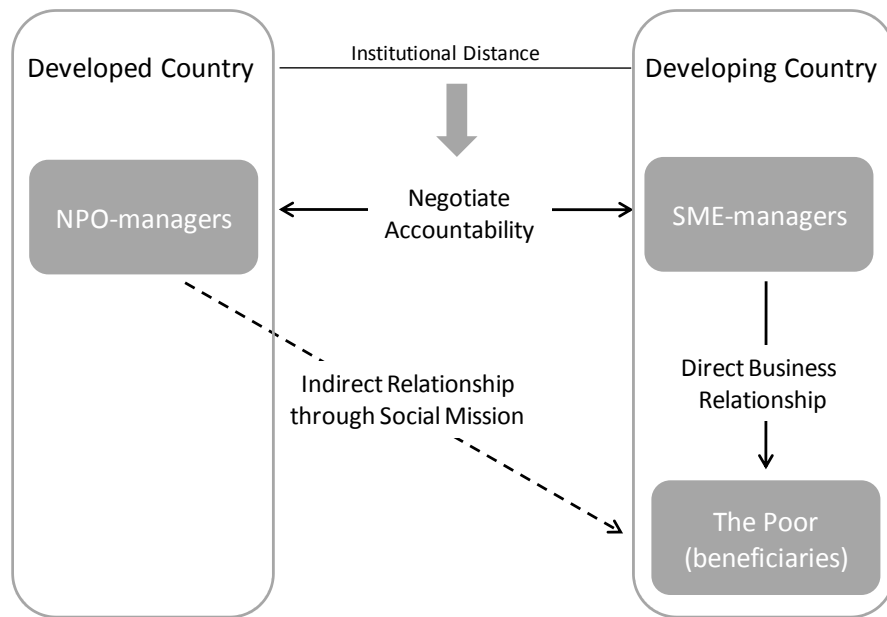 Institutional Distance
Developed Country
Developing Country
NPO-managers
Negotiate
Accountability
SME-managers
Indirect Relationship
through Social Mission
Direct Business
Relationship
The Poor
(beneficiaries)